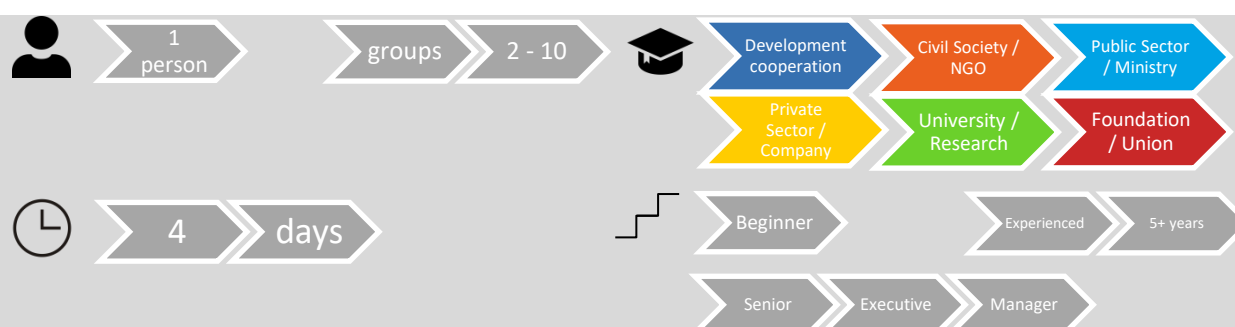 1
person
groups
2 - 10
Development
cooperation
Civil Society /
NGO
Public Sector
/ Ministry
Private
Sector /
Company
University /
Research
Foundation
/ Union
4
days
Beginner
Experienced
5+ years
Senior
Executive
Manager